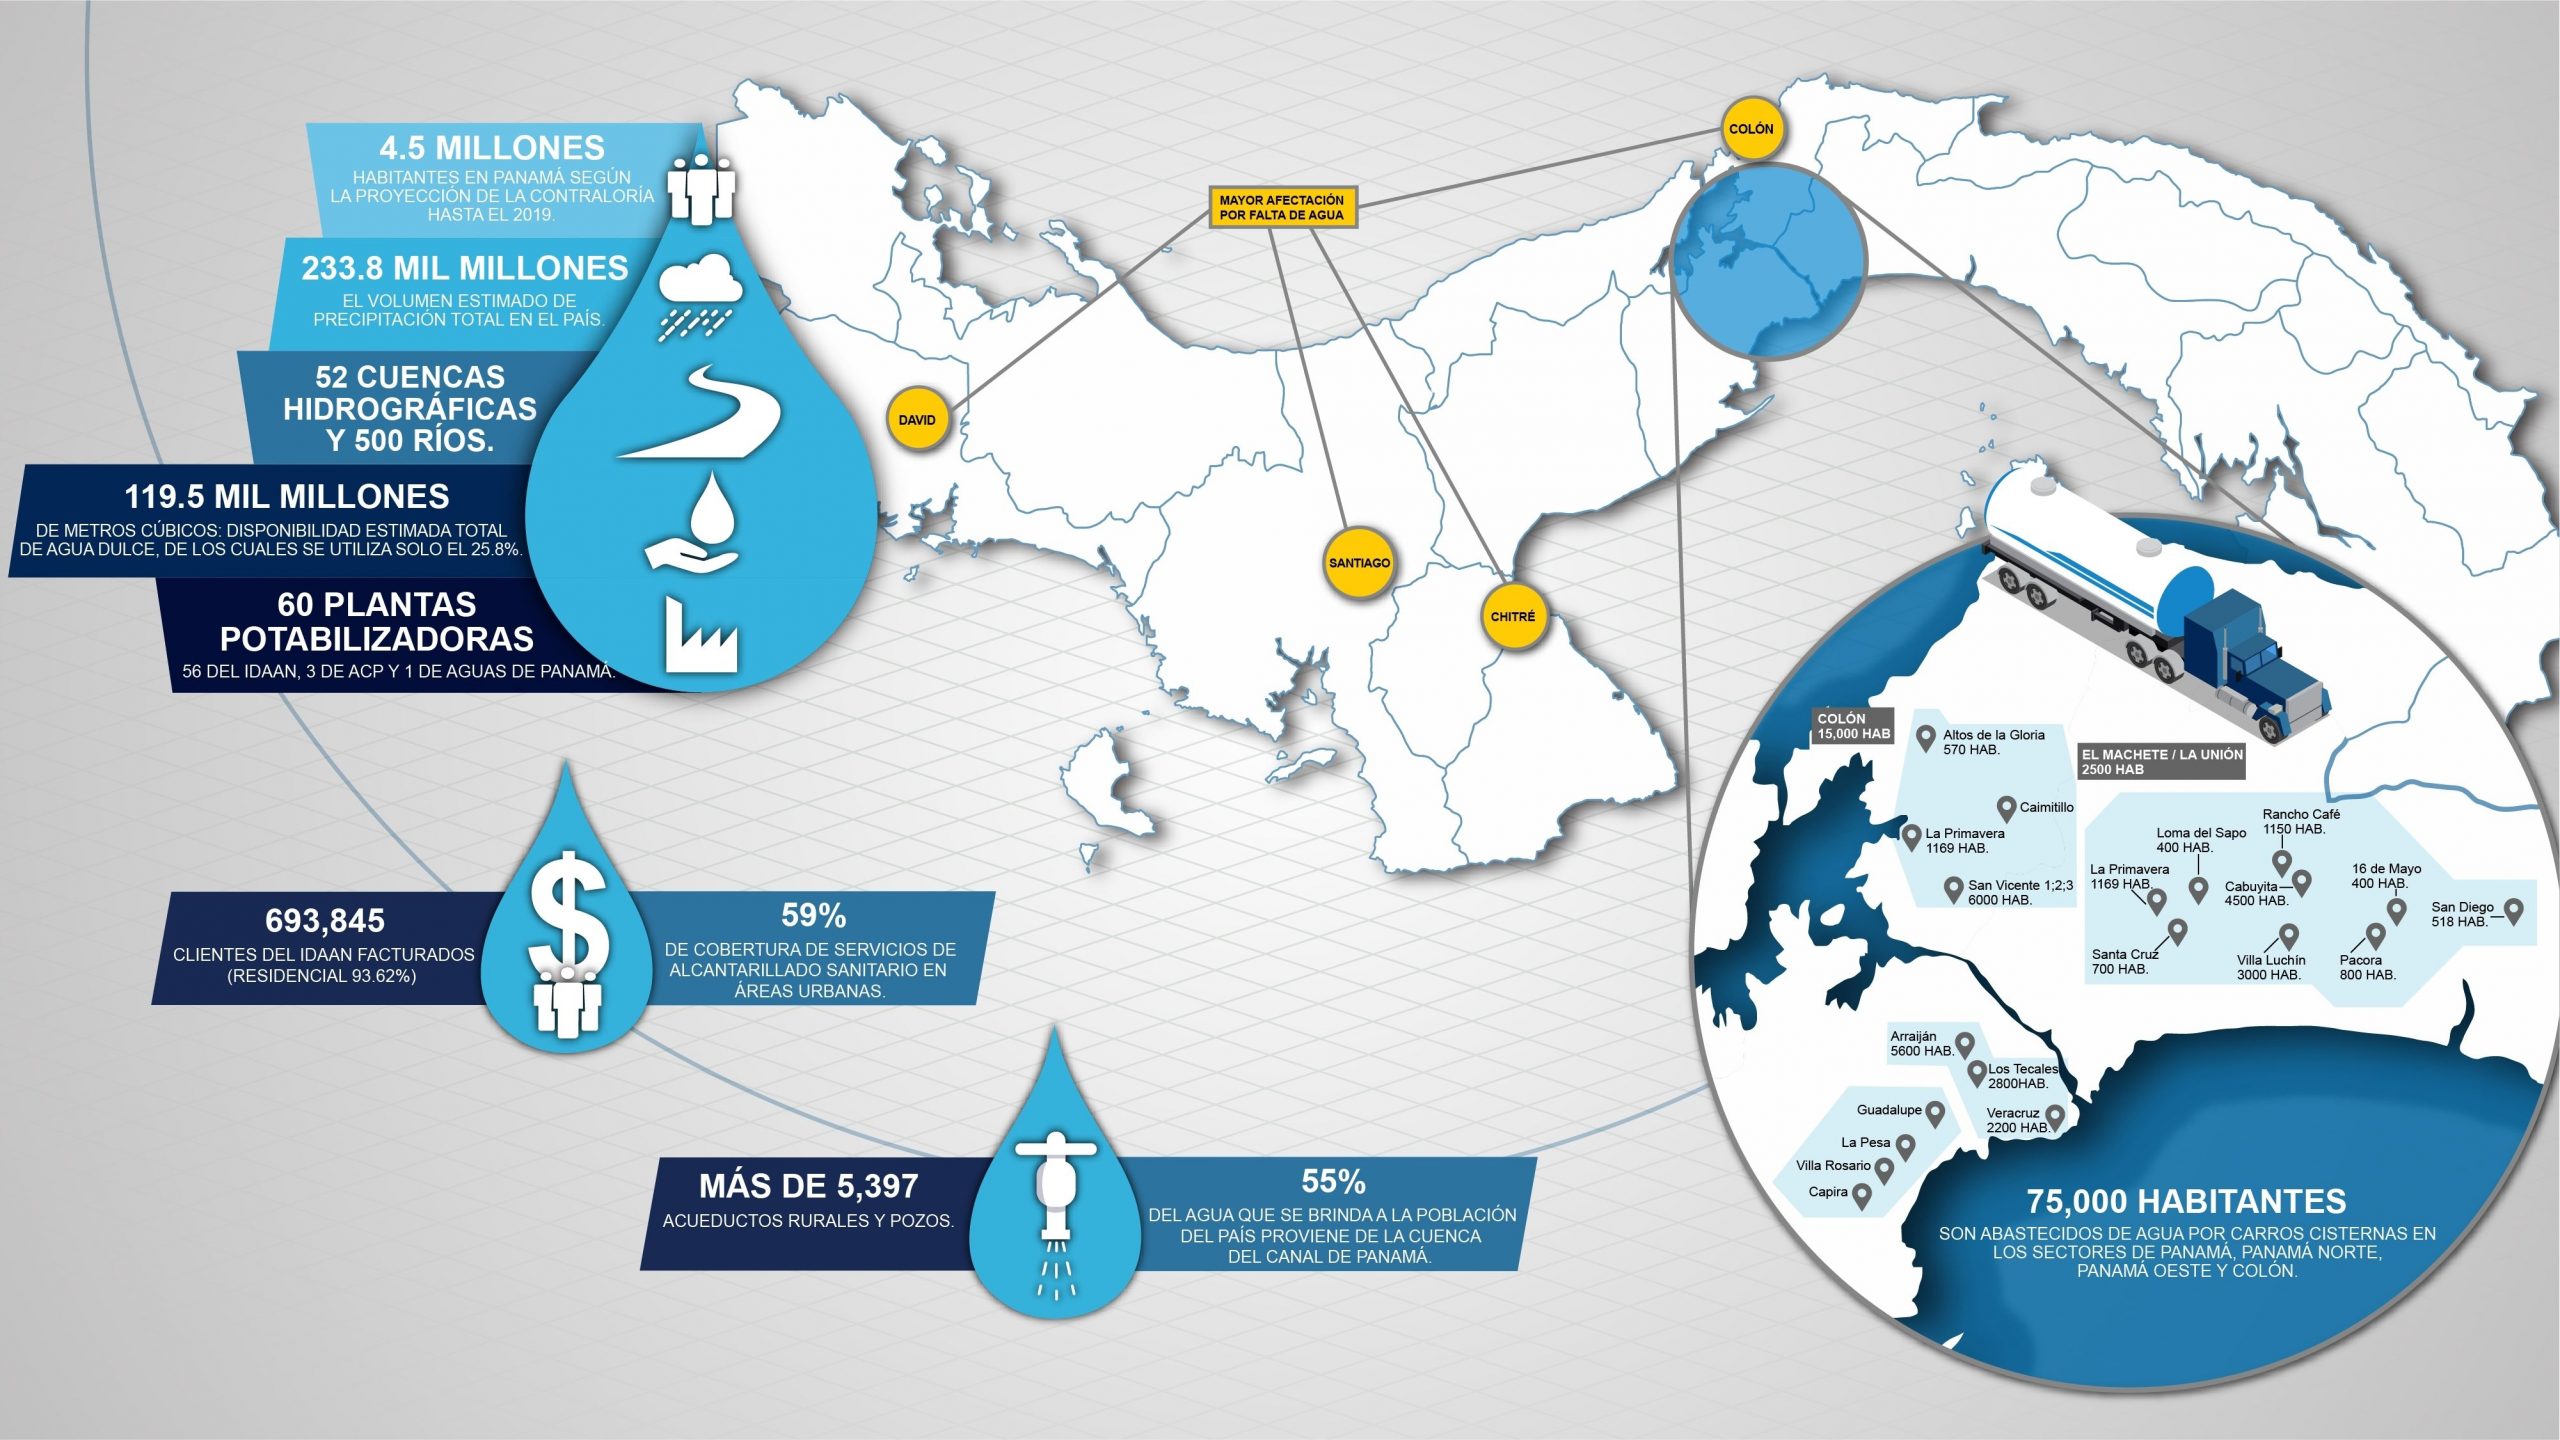 4.5 MILLONES
HABITANTES EN PANAMÁ SEGÚN
LA PROYECCIÓN DE LA CONTRALORÍA
HASTA EL 2019.
233.8 MIL MILLONES
EL VOLUMEN ESTIMADO DE
PRECIPITACIÓN TOTAL EN EL PAÍS.
52 CUENCAS
HIDROGRÁFICAS
Y 500 RÍOS.
119.5 MIL MILLONES
DE METROS CÚBICOS: DISPONIBILIDAD ESTIMADA TOTAL
DE AGUA DULCE, DE LOS CUALES SE UTILIZA SOLO EL 25.8%.
60 PLANTAS
POTABILIZADORAS
56 DEL IDAAN, 3 DE ACP Y 1 DE AGUAS DE PANAMÁ.
693,845
CLIENTES DEL IDAAN FACTURADOS
(RESIDENCIAL 93.62%)
$
59%
DE COBERTURA DE SERVICIOS DE
ALCANTARILLADO SANITARIO EN
ÁREAS URBANAS.
MÁS DE 5,397
ACUEDUCTOS RURALES Y POZOS.
55%
DEL AGUA QUE SE BRINDA A LA POBLACIÓN
DEL PAÍS PROVIENE DE LA CUENCA
DEL CANAL DE PANAMÁ.
MAYOR AFECTACIÓN
POR FALTA DE AGUA
COLÓN
DAVID
SANTIAGO
CHITRÉ
COLÓN
15,000 HAB
Altos de la Gloria
570 HAB.
Caimitillo
La Primavera
1169 HAB.
San Vicente 1;2;3
6000 HAB.
EL MACHETE / LA UNIÓN
2500 HAB
Rancho Café
1150 HAB.
Loma del Sapo
400 HAB.
La Primavera
1169 HAB.
Cabuyita
4500 HAB.
16 de Mayo
400 HAB.
San Diego
518 HAB.
Santa Cruz
700 HAB.
Villa Luchín
3000 HAB.
Pacora
800 HAB.
Arraiján
5600 HAB.
Los Tecales
2800HAB.
Veracruz
2200 HAB.
Guadalupe
La Pesa
Villa Rosario
Capira
75,000 HABITANTES
SON ABASTECIDOS DE AGUA POR CARROS CISTERNAS EN
LOS SECTORES DE PANAMÁ, PANAMÁ NORTE,
PANAMÁ OESTE Y COLÓN.